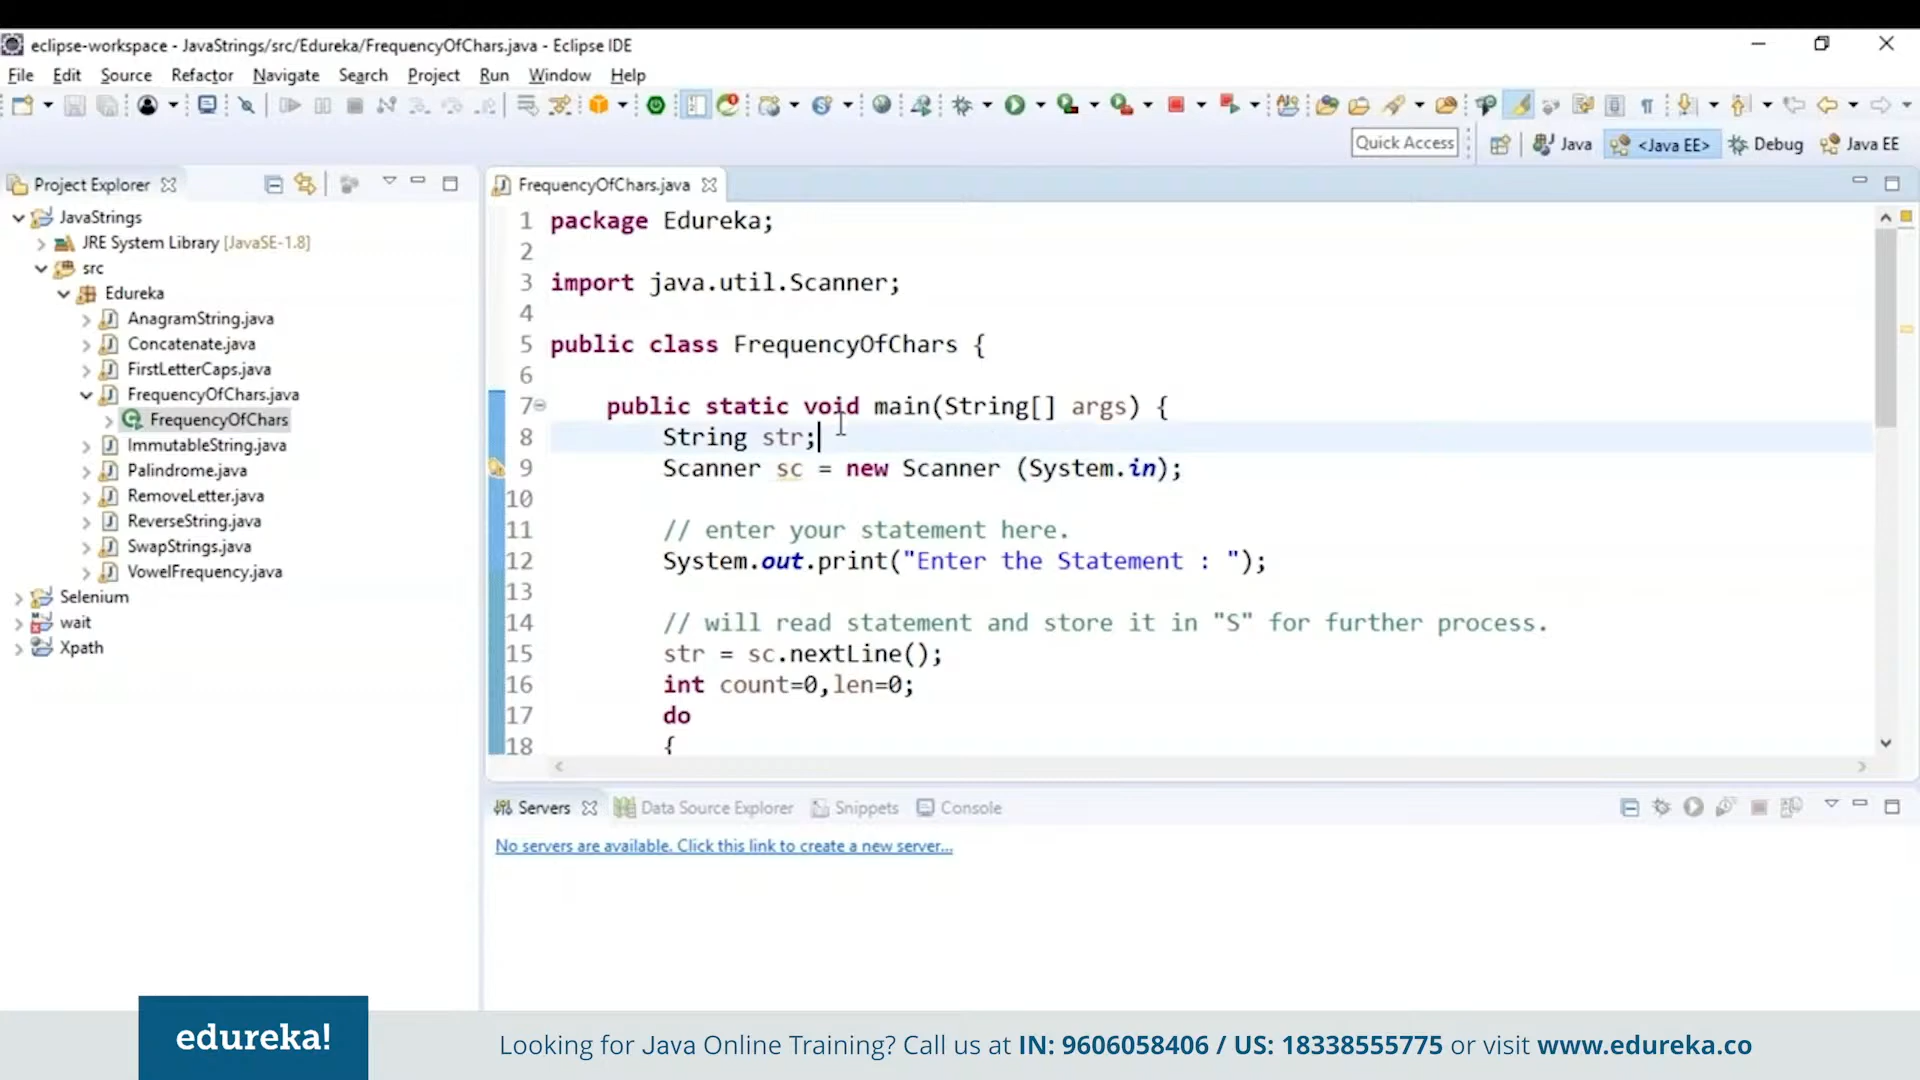 eclipse-workspace - JavaStrings/src/Edureka/FrequencyOfChars.java - Eclipse IDE
File Edit Source Refactor Navigate Search Project Run Window Help
Quick Access Java <Java EE> Debug Java EE
Project Explorer
JavaStrings
JRE System Library [JavaSE-1.8]
src
Edureka
AnagramString.java
Concatenate.java
FirstLetterCaps.java
FrequencyOfChars.java
FrequencyOfChars
ImmutableString.java
Palindrome.java
RemoveLetter.java
ReverseString.java
SwapStrings.java
VowelFrequency.java
Selenium
wait
Xpath
FrequencyOfChars.java
1 package Edureka;
2
3 import java.util.Scanner;
4
5 public class FrequencyOfChars {
6
7 public static void main(String[] args) {
8 String str;
9 Scanner sc = new Scanner (System.in);
10
11 // enter your statement here.
12 System.out.print("Enter the Statement : ");
13
14 // will read statement and store it in "S" for further process.
15 str = sc.nextLine();
16 int count=0,len=0;
17 do
18 {
Servers Data Source Explorer Snippets Console
No servers are available. Click this link to create a new server...
edureka!
Looking for Java Online Training? Call us at IN: 9606058406 / US: 18338555775 or visit www.edureka.co